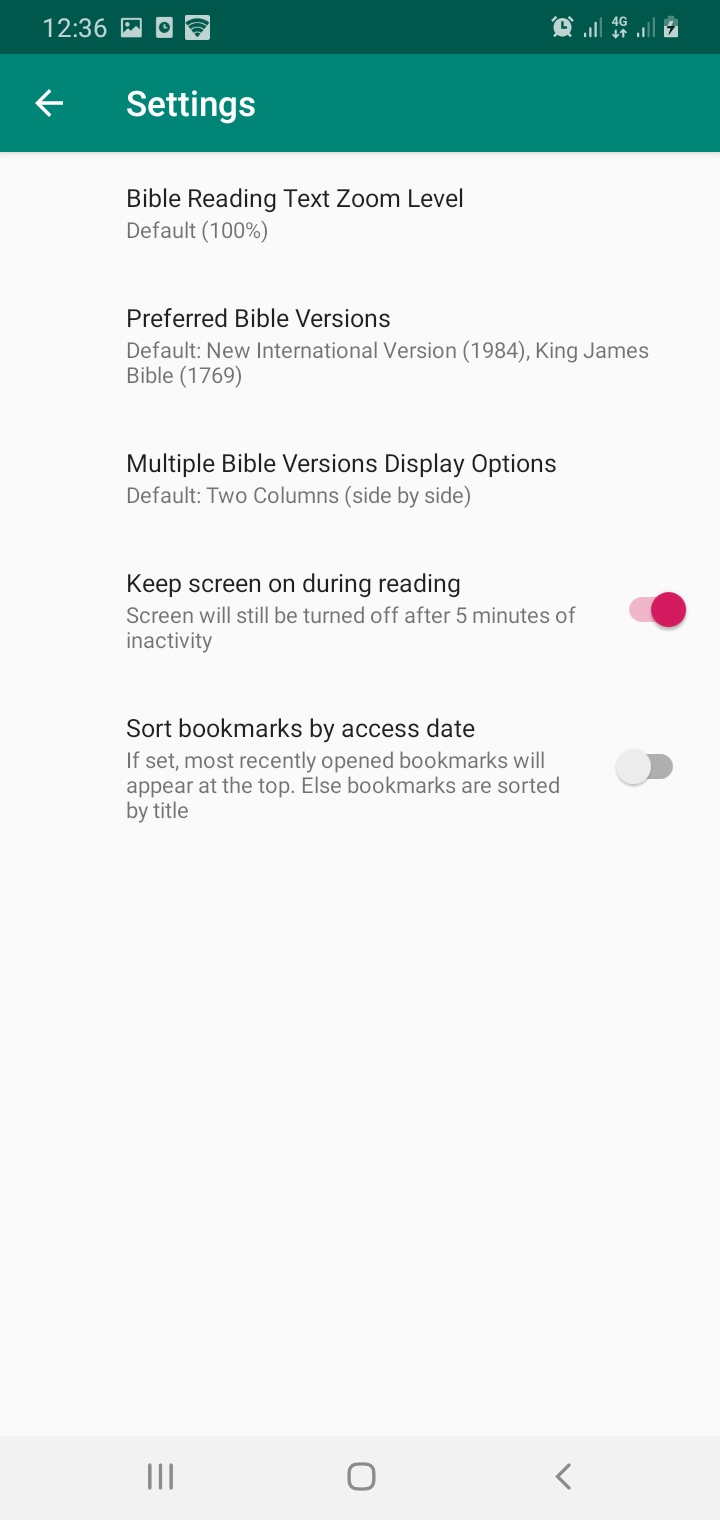 12:36
4G
Settings
Bible Reading Text Zoom Level
Default (100%)
Preferred Bible Versions
Default: New International Version (1984), King James
Bible (1769)
Multiple Bible Versions Display Options
Default: Two Columns (side by side)
Keep screen on during reading
Screen will still be turned off after 5 minutes of
inactivity
Sort bookmarks by access date
If set, most recently opened bookmarks will
appear at the top. Else bookmarks are sorted
by title